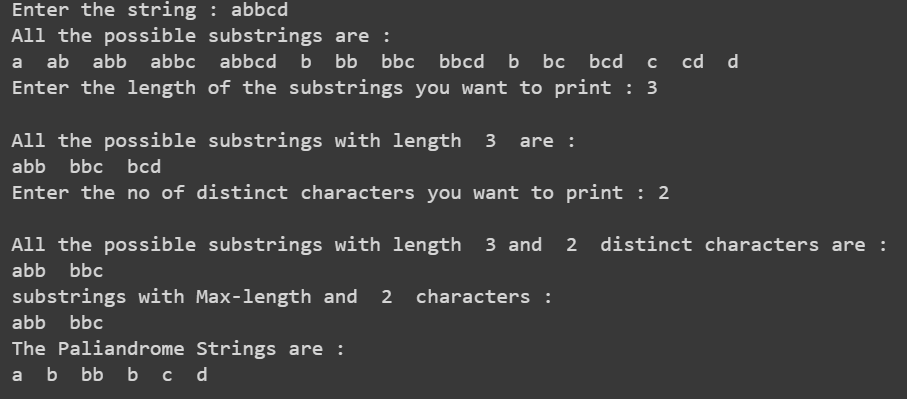 Enter the string : abbcd
All the possible substrings are :
a  ab  abb  abbc  abbcd  b  bb  bbc  bbcd  b  bc  bcd  c  cd  d
Enter the length of the substrings you want to print : 3

All the possible substrings with length  3  are :
abb  bbc  bcd
Enter the no of distinct characters you want to print : 2

All the possible substrings with length  3 and  2  distinct characters are :
abb  bbc
substrings with Max-length and  2  characters :
abb  bbc
The Paliandrome Strings are :
a  b  bb  b  c  d